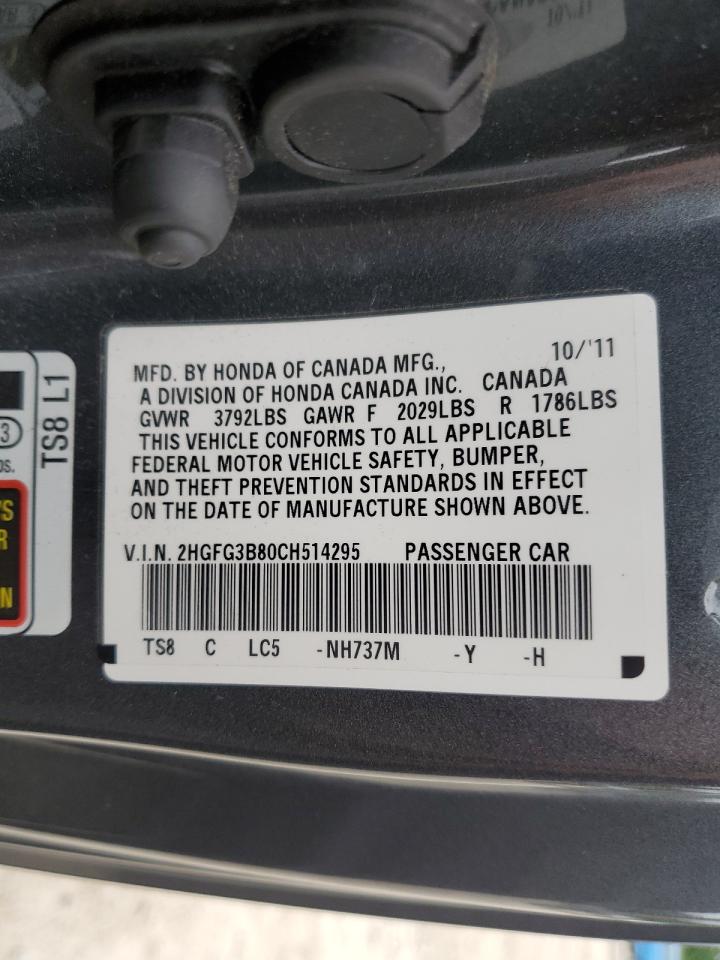 10/'11
MFD. BY HONDA OF CANADA MFG.,
A DIVISION OF HONDA CANADA INC. CANADA
GVWR 3792LBS GAWR F 2029LBS R 1786LBS
THIS VEHICLE CONFORMS TO ALL APPLICABLE
FEDERAL MOTOR VEHICLE SAFETY, BUMPER,
AND THEFT PREVENTION STANDARDS IN EFFECT
ON THE DATE OF MANUFACTURE SHOWN ABOVE.
V.I.N. 2HGFG3B80CH514295 PASSENGER CAR
TS8 C LC5 -NH737M -Y -H
TS8 L1